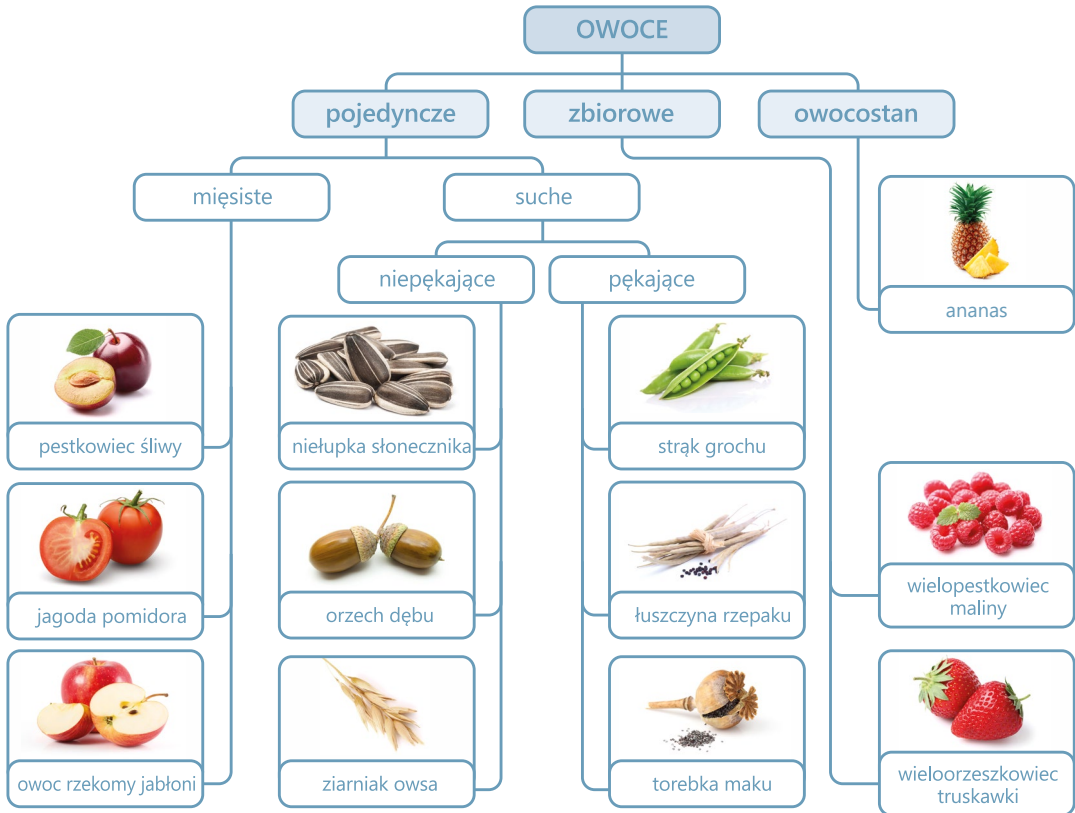 OWOCE
pojedyncze
zbiorowe
owocostan
mięsiste
suche
niepękające
pękające
ananas
pestkowiec śliwy
niełupka słonecznika
strąk grochu
jagoda pomidora
orzech dębu
łuszczyna rzepaku
wielopestkowiec
maliny
owoc rzekomy jabłoni
ziarniak owsa
torebka maku
wieloorzeszkowiec
truskawki